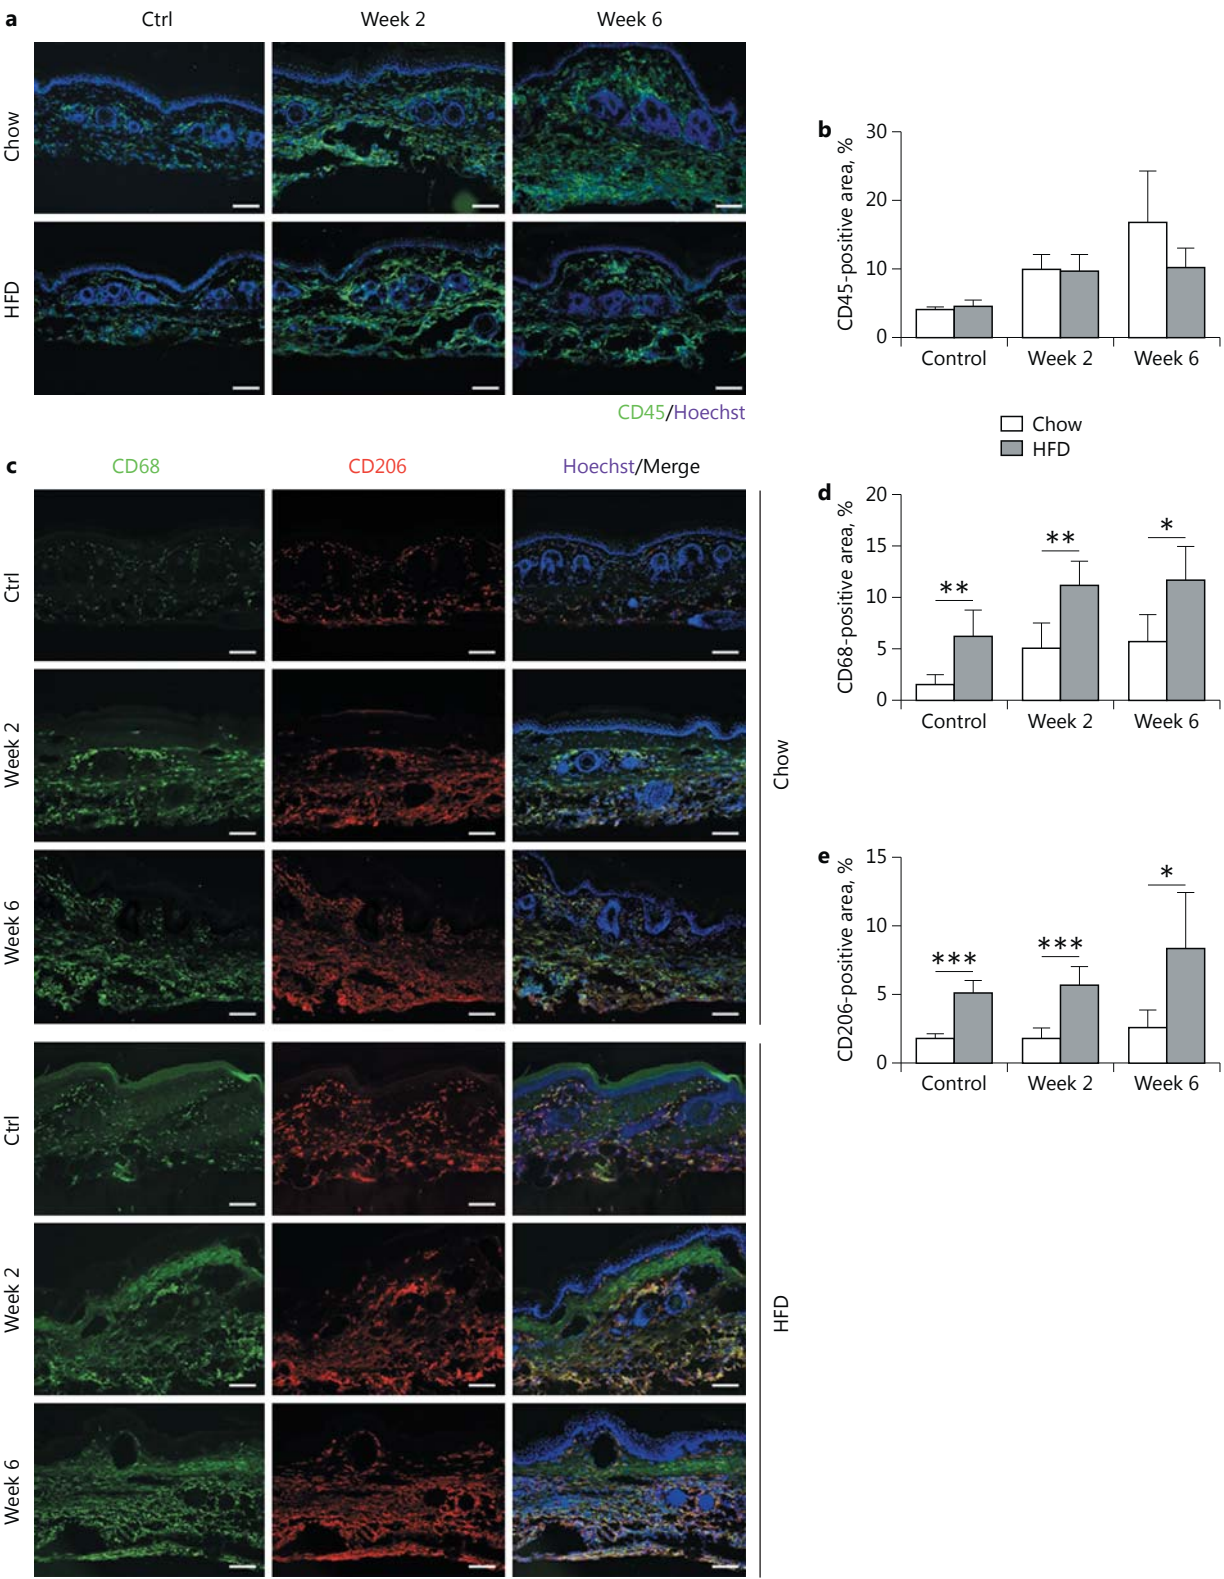 a
Ctrl
Week 2
Week 6
Chow
HFD
CD45/Hoechst
b
CD45-positive area, %
30
20
10
0
Control
Week 2
Week 6
Chow
HFD
c
CD68
CD206
Hoechst/Merge
Ctrl
Week 2
Week 6
Chow
Ctrl
Week 2
Week 6
HFD
d
CD68-positive area, %
20
15
10
5
0
**
**
*
Control
Week 2
Week 6
e
CD206-positive area, %
15
10
5
0
***
***
*
Control
Week 2
Week 6